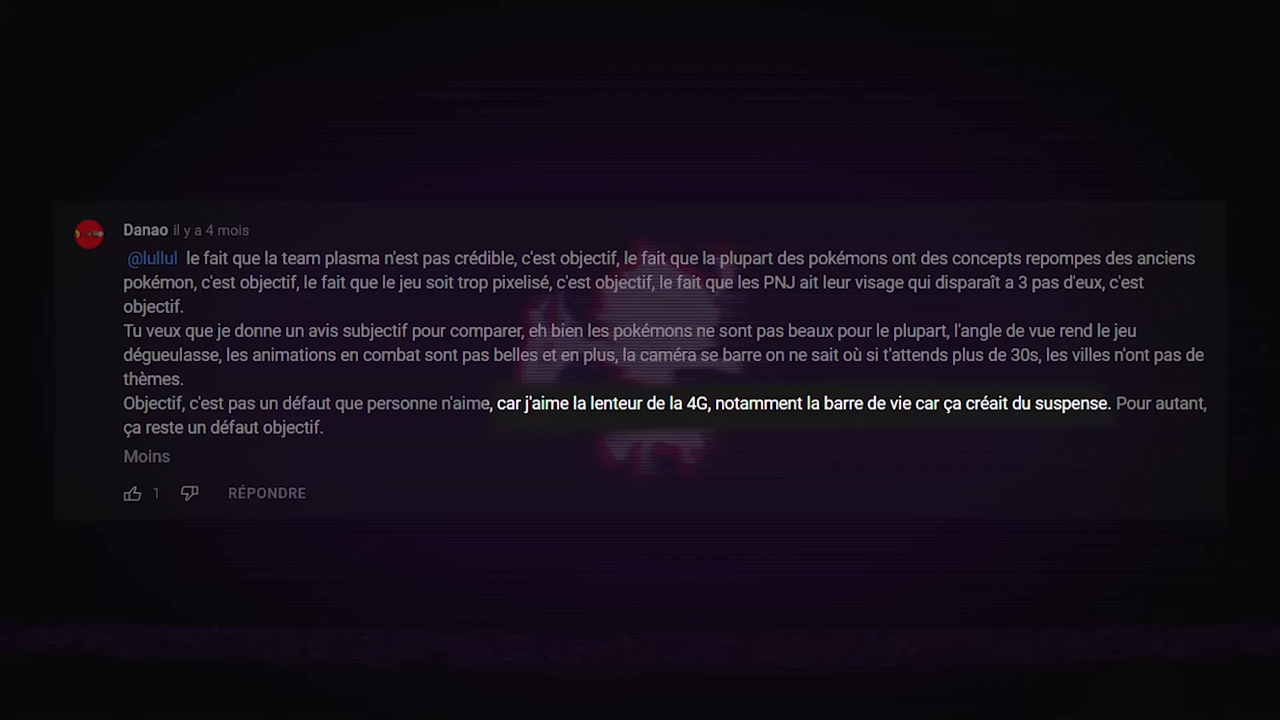 Danao il y a 4 mois
@lullul le fait que la team plasma n'est pas crédible, c'est objectif, le fait que la plupart des pokémons ont des concepts repompes des anciens
pokémon, c'est objectif, le fait que le jeu soit trop pixelisé, c'est objectif, le fait que les PNJ ait leur visage qui disparaît a 3 pas d'eux, c'est
objectif.
Tu veux que je donne un avis subjectif pour comparer, eh bien les pokémons ne sont pas beaux pour le plupart, l'angle de vue rend le jeu
dégueulasse, les animations en combat sont pas belles et en plus, la caméra se barre on ne sait où si t'attends plus de 30s, les villes n'ont pas de
thèmes.
Objectif, c'est pas un défaut que personne n'aime, car j'aime la lenteur de la 4G, notamment la barre de vie car ça créait du suspense. Pour autant,
ça reste un défaut objectif.
Moins
1 RÉPONDRE